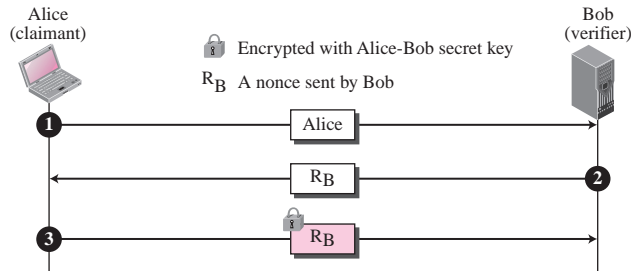 Alice
(claimant)
Bob
(verifier)
Encrypted with Alice-Bob secret key
RB A nonce sent by Bob
1
Alice
RB
2
3
RB